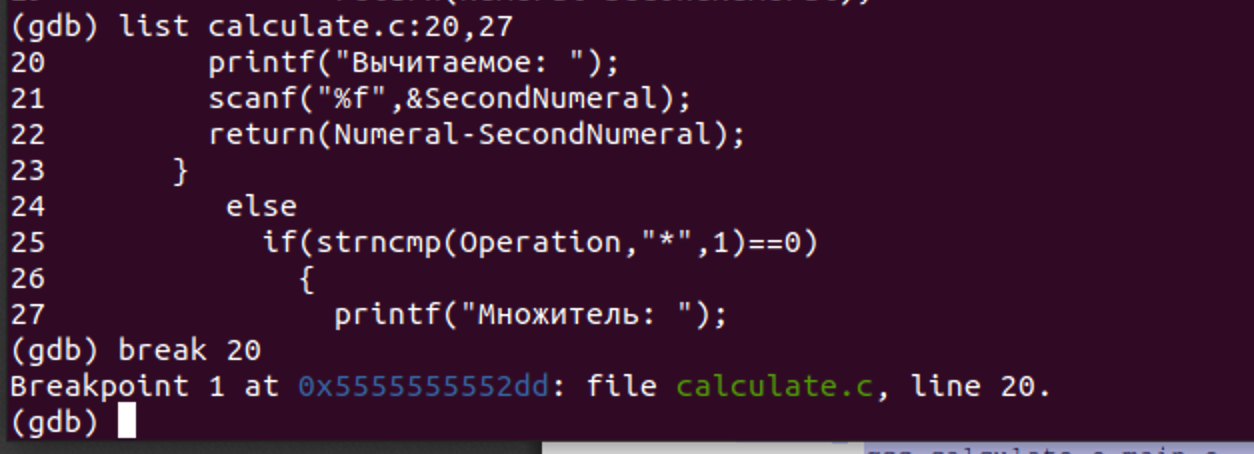 (gdb) list calculate.c:20,27
20         printf("Вычитаемое: ");
21         scanf("%f",&SecondNumeral);
22         return(Numeral-SecondNumeral);
23       }
24          else
25            if(strncmp(Operation,"*",1)==0)
26              {
27                printf("Множитель: ");
(gdb) break 20
Breakpoint 1 at 0x5555555552dd: file calculate.c, line 20.
(gdb)